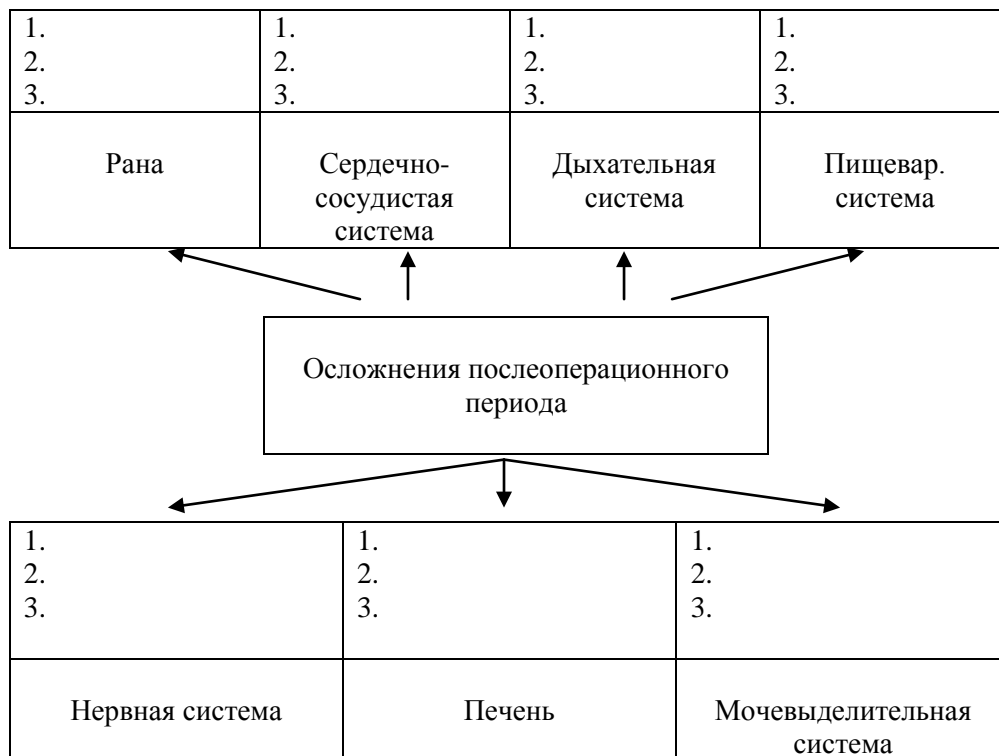 1.
2.
3.
1.
2.
3.
1.
2.
3.
1.
2.
3.
Рана
Сердечно-
сосудистая
система
Дыхательная
система
Пищевар.
система
Осложнения послеоперационного
периода
1.
2.
3.
1.
2.
3.
1.
2.
3.
Нервная система
Печень
Мочевыделительная
система